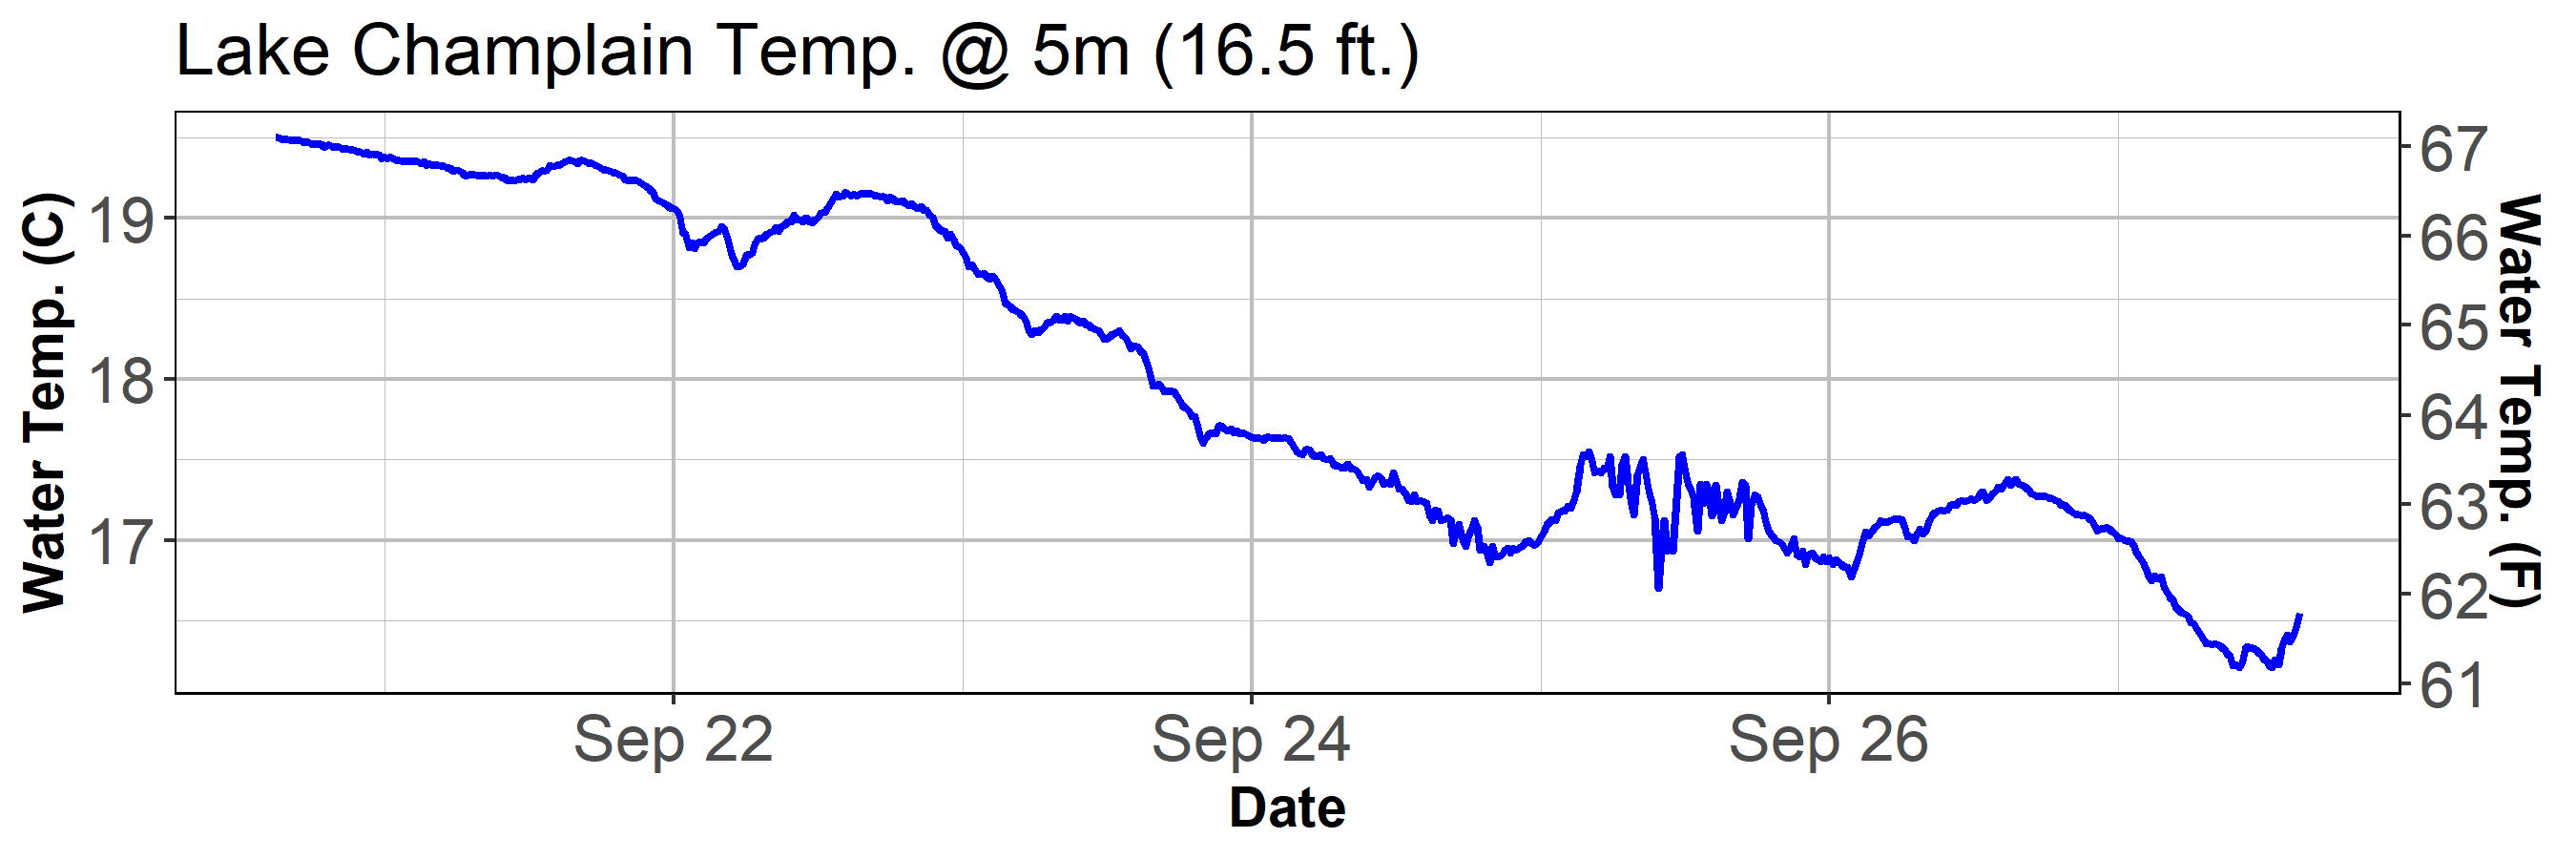 Lake Champlain Temp. @ 5m (16.5 ft.)
Water Temp. (C)
19
18
17
67
66
65
64
63
62
61
Water Temp. (F)
Sep 22
Sep 24
Sep 26
Date